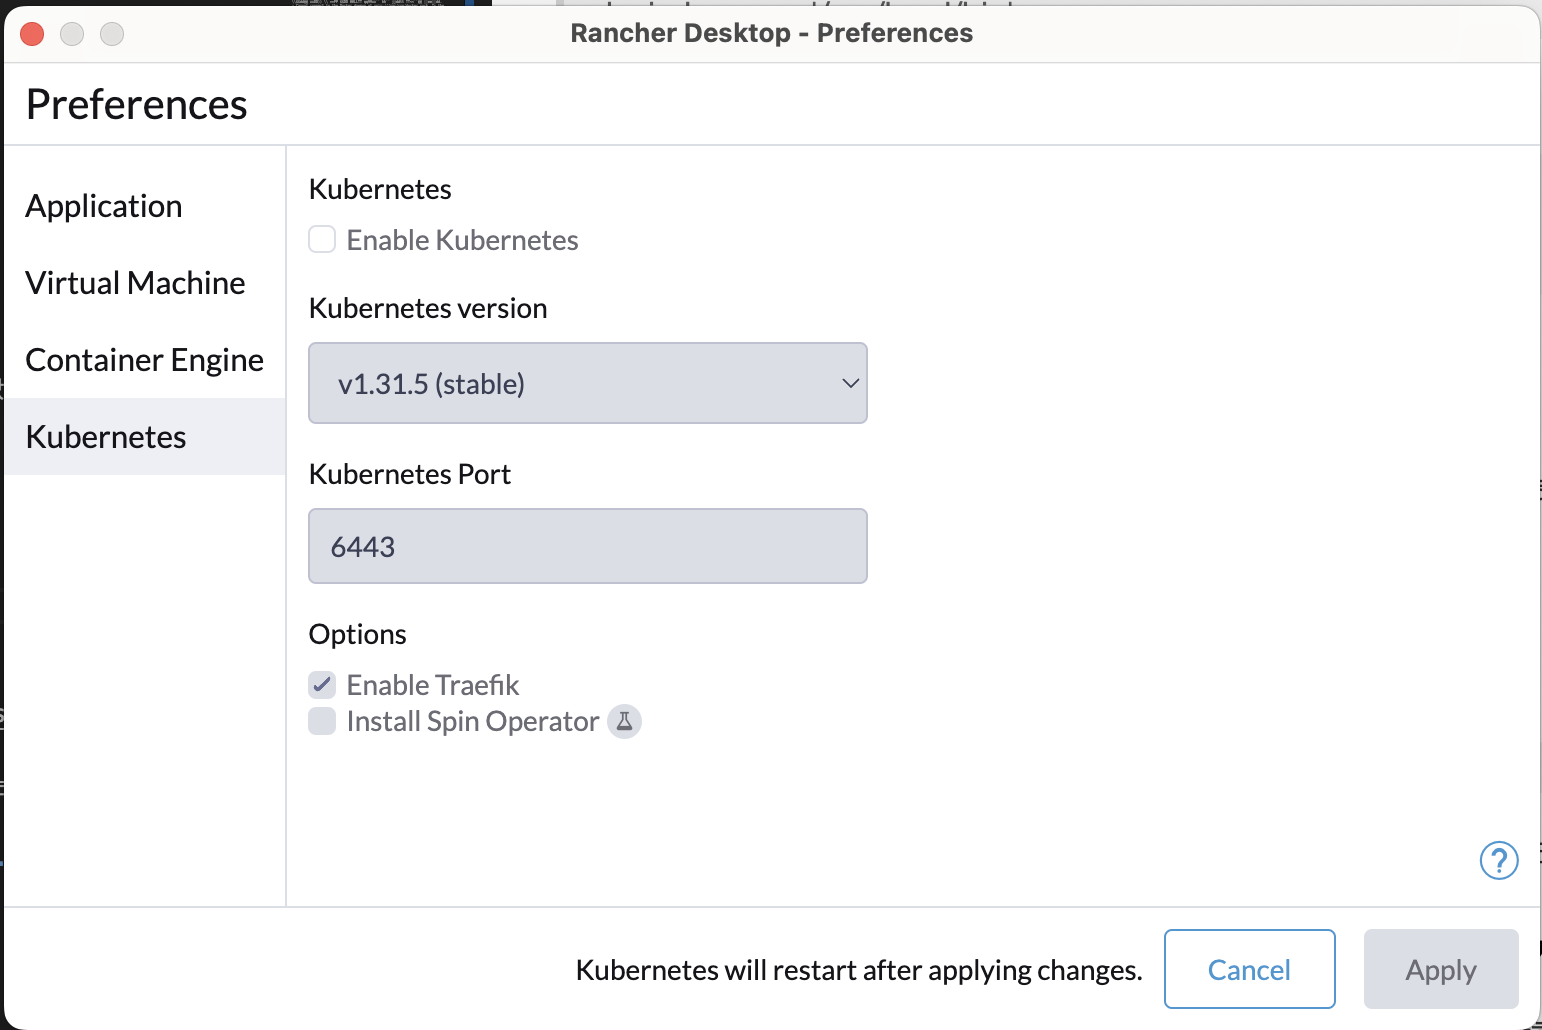 Rancher Desktop - Preferences
Preferences
Application
Virtual Machine
Container Engine
Kubernetes
Kubernetes
Enable Kubernetes
Kubernetes version
v1.31.5 (stable)
Kubernetes Port
6443
Options
Enable Traefik
Install Spin Operator
?
Kubernetes will restart after applying changes.
Cancel
Apply